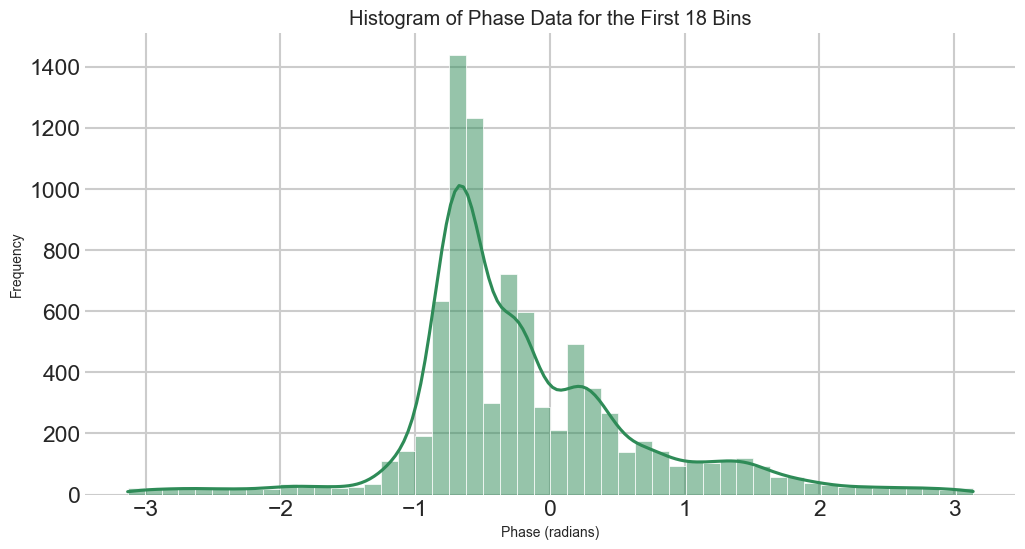 Histogram of Phase Data for the First 18 Bins
Frequency
1400
1200
1000
800
600
400
200
0
−3 −2 −1 0 1 2 3
Phase (radians)